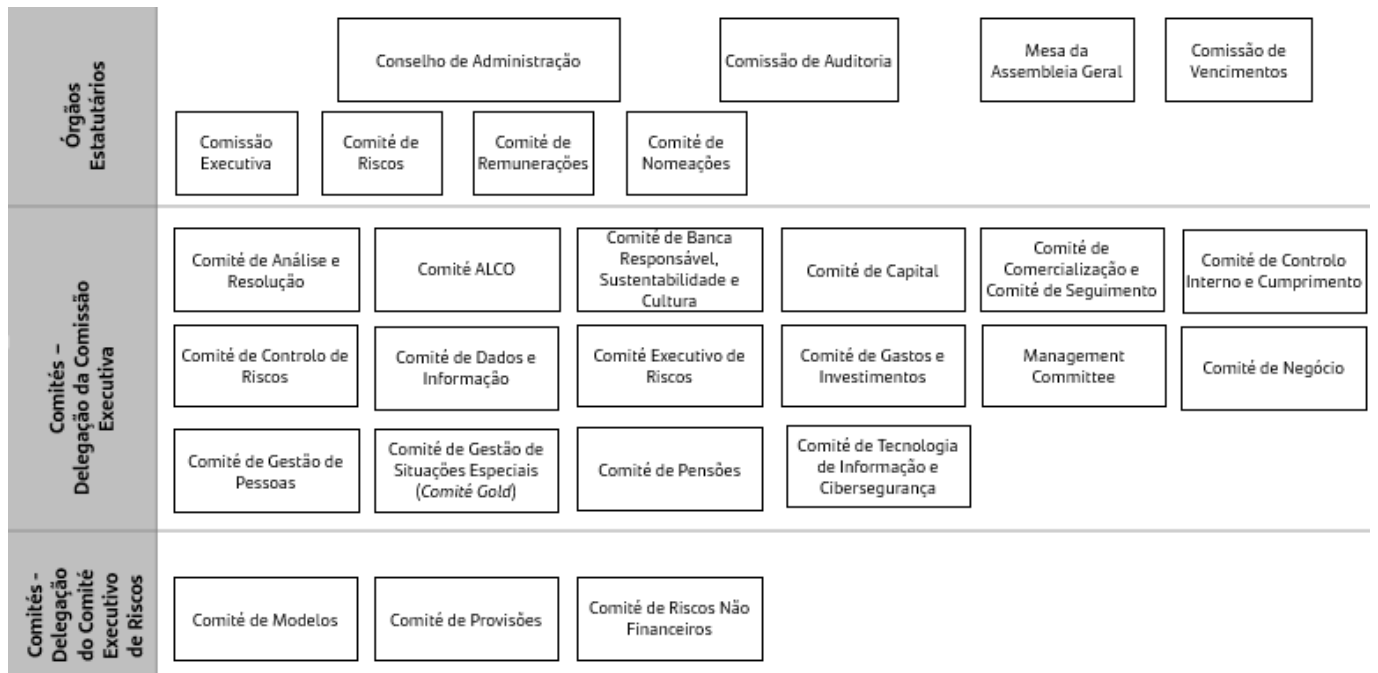 Órgãos
Estatutários
Conselho de Administração
Comissão de Auditoria
Mesa da
Assembleia Geral
Comissão de
Vencimentos
Comissão
Executiva
Comité de
Riscos
Comité de
Remunerações
Comité de
Nomeações
Comités –
Delegação da Comissão
Executiva
Comité de Análise e
Resolução
Comité ALCO
Comité de Banca
Responsável,
Sustentabilidade e
Cultura
Comité de Capital
Comité de
Comercialização e
Comité de Seguimento
Comité de Controlo
Interno e Cumprimento
Comité de Controlo de
Riscos
Comité de Dados e
Informação
Comité Executivo de
Riscos
Comité de Gastos e
Investimentos
Management
Committee
Comité de Negócio
Comité de Gestão de
Pessoas
Comité de Gestão de
Situações Especiais
(Comité Gold)
Comité de Pensões
Comité de Tecnologia
de Informação e
Cibersegurança
Comités -
Delegação
do Comité
Executivo
de Riscos
Comité de Modelos
Comité de Provisões
Comité de Riscos Não
Financeiros